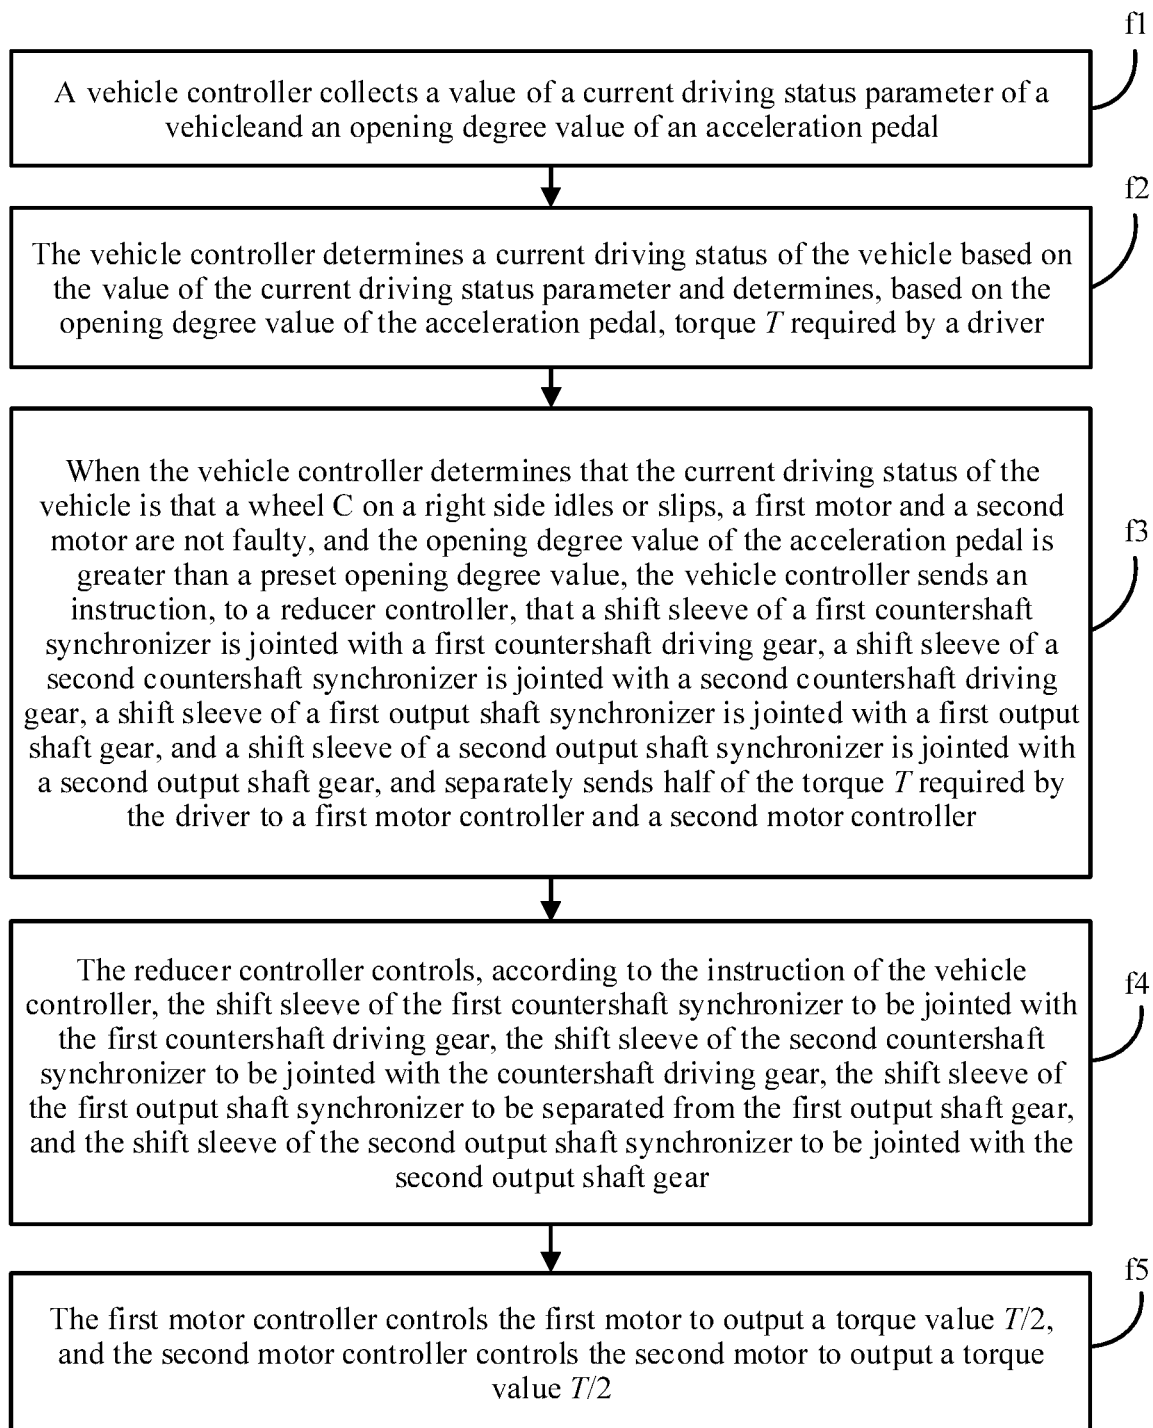 f1
A vehicle controller collects a value of a current driving status parameter of a
vehicleand an opening degree value of an acceleration pedal
f2
The vehicle controller determines a current driving status of the vehicle based on
the value of the current driving status parameter and determines, based on the
opening degree value of the acceleration pedal, torque T required by a driver
f3
When the vehicle controller determines that the current driving status of the
vehicle is that a wheel C on a right side idles or slips, a first motor and a second
motor are not faulty, and the opening degree value of the acceleration pedal is
greater than a preset opening degree value, the vehicle controller sends an
instruction, to a reducer controller, that a shift sleeve of a first countershaft
synchronizer is jointed with a first countershaft driving gear, a shift sleeve of a
second countershaft synchronizer is jointed with a second countershaft driving
gear, a shift sleeve of a first output shaft synchronizer is jointed with a first output
shaft gear, and a shift sleeve of a second output shaft synchronizer is jointed with
a second output shaft gear, and separately sends half of the torque T required by
the driver to a first motor controller and a second motor controller
f4
The reducer controller controls, according to the instruction of the vehicle
controller, the shift sleeve of the first countershaft synchronizer to be jointed with
the first countershaft driving gear, the shift sleeve of the second countershaft
synchronizer to be jointed with the countershaft driving gear, the shift sleeve of
the first output shaft synchronizer to be separated from the first output shaft gear,
and the shift sleeve of the second output shaft synchronizer to be jointed with the
second output shaft gear
f5
The first motor controller controls the first motor to output a torque value T/2,
and the second motor controller controls the second motor to output a torque
value T/2